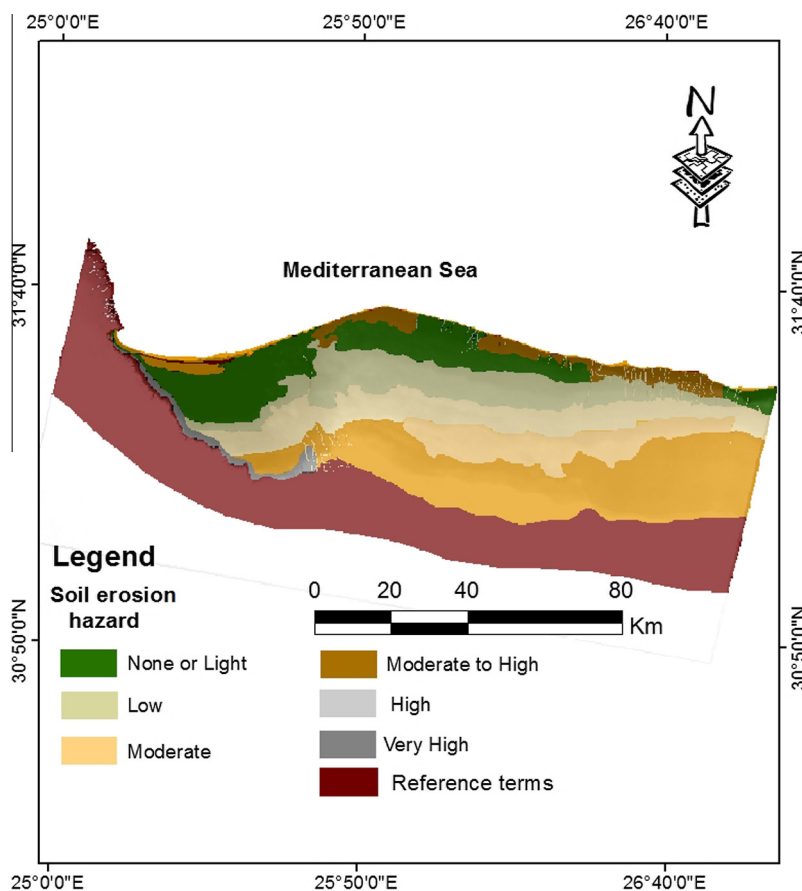 25°0'0"E 25°50'0"E 26°40'0"E
N
31°40'0"N
31°40'0"N
Mediterranean Sea
Legend
Soil erosion
hazard
0 20 40 80
Km
30°50'0"N
30°50'0"N
None or Light
Low
Moderate
Moderate to High
High
Very High
Reference terms
25°0'0"E 25°50'0"E 26°40'0"E